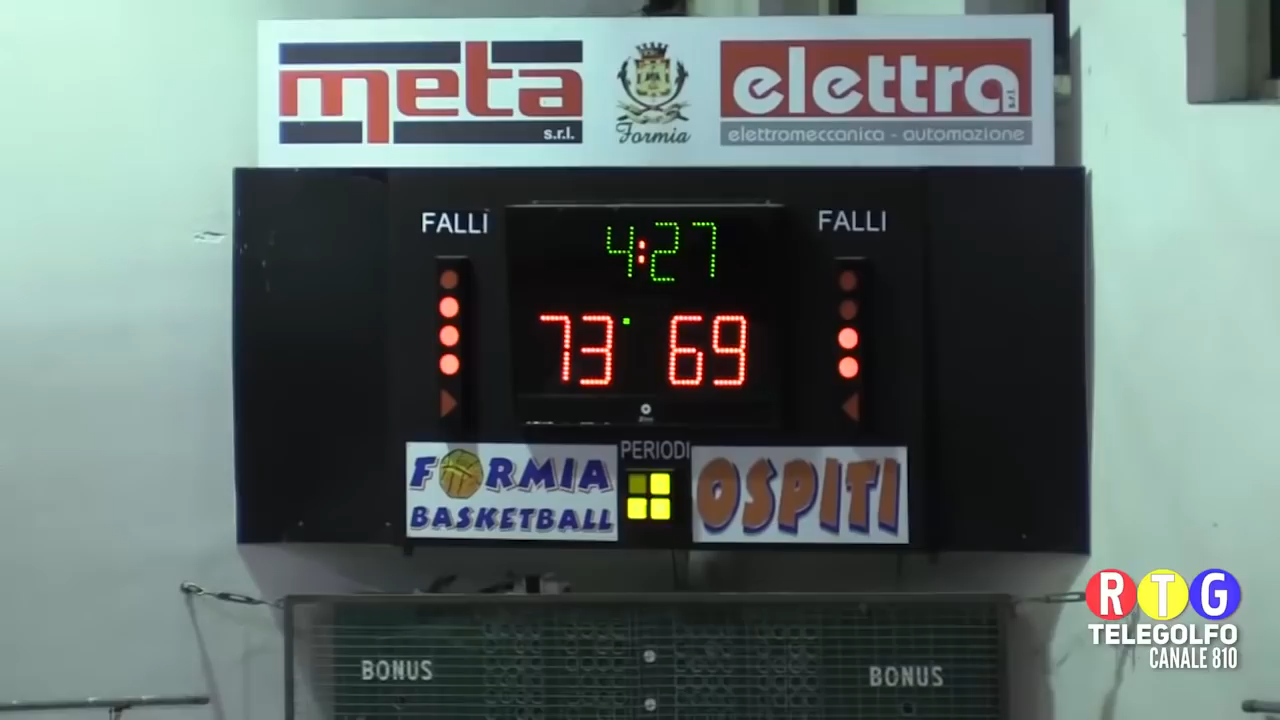 meta
s.r.l.
Formia
elettra s.r.l.
elettromeccanica - automazione
FALLI
FALLI
4:27
73 69
PERIODI
FORMIA
BASKETBALL
OSPITI
BONUS
BONUS
RTG
TELEGOLFO
CANALE 810